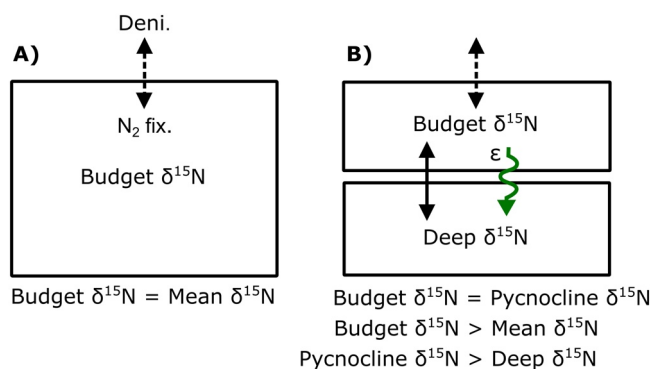 Deni.
A)
N₂ fix.
Budget δ¹⁵N
Budget δ¹⁵N = Mean δ¹⁵N
B)
Budget δ¹⁵N
ε
Deep δ¹⁵N
Budget δ¹⁵N = Pycnocline δ¹⁵N
Budget δ¹⁵N > Mean δ¹⁵N
Pycnocline δ¹⁵N > Deep δ¹⁵N